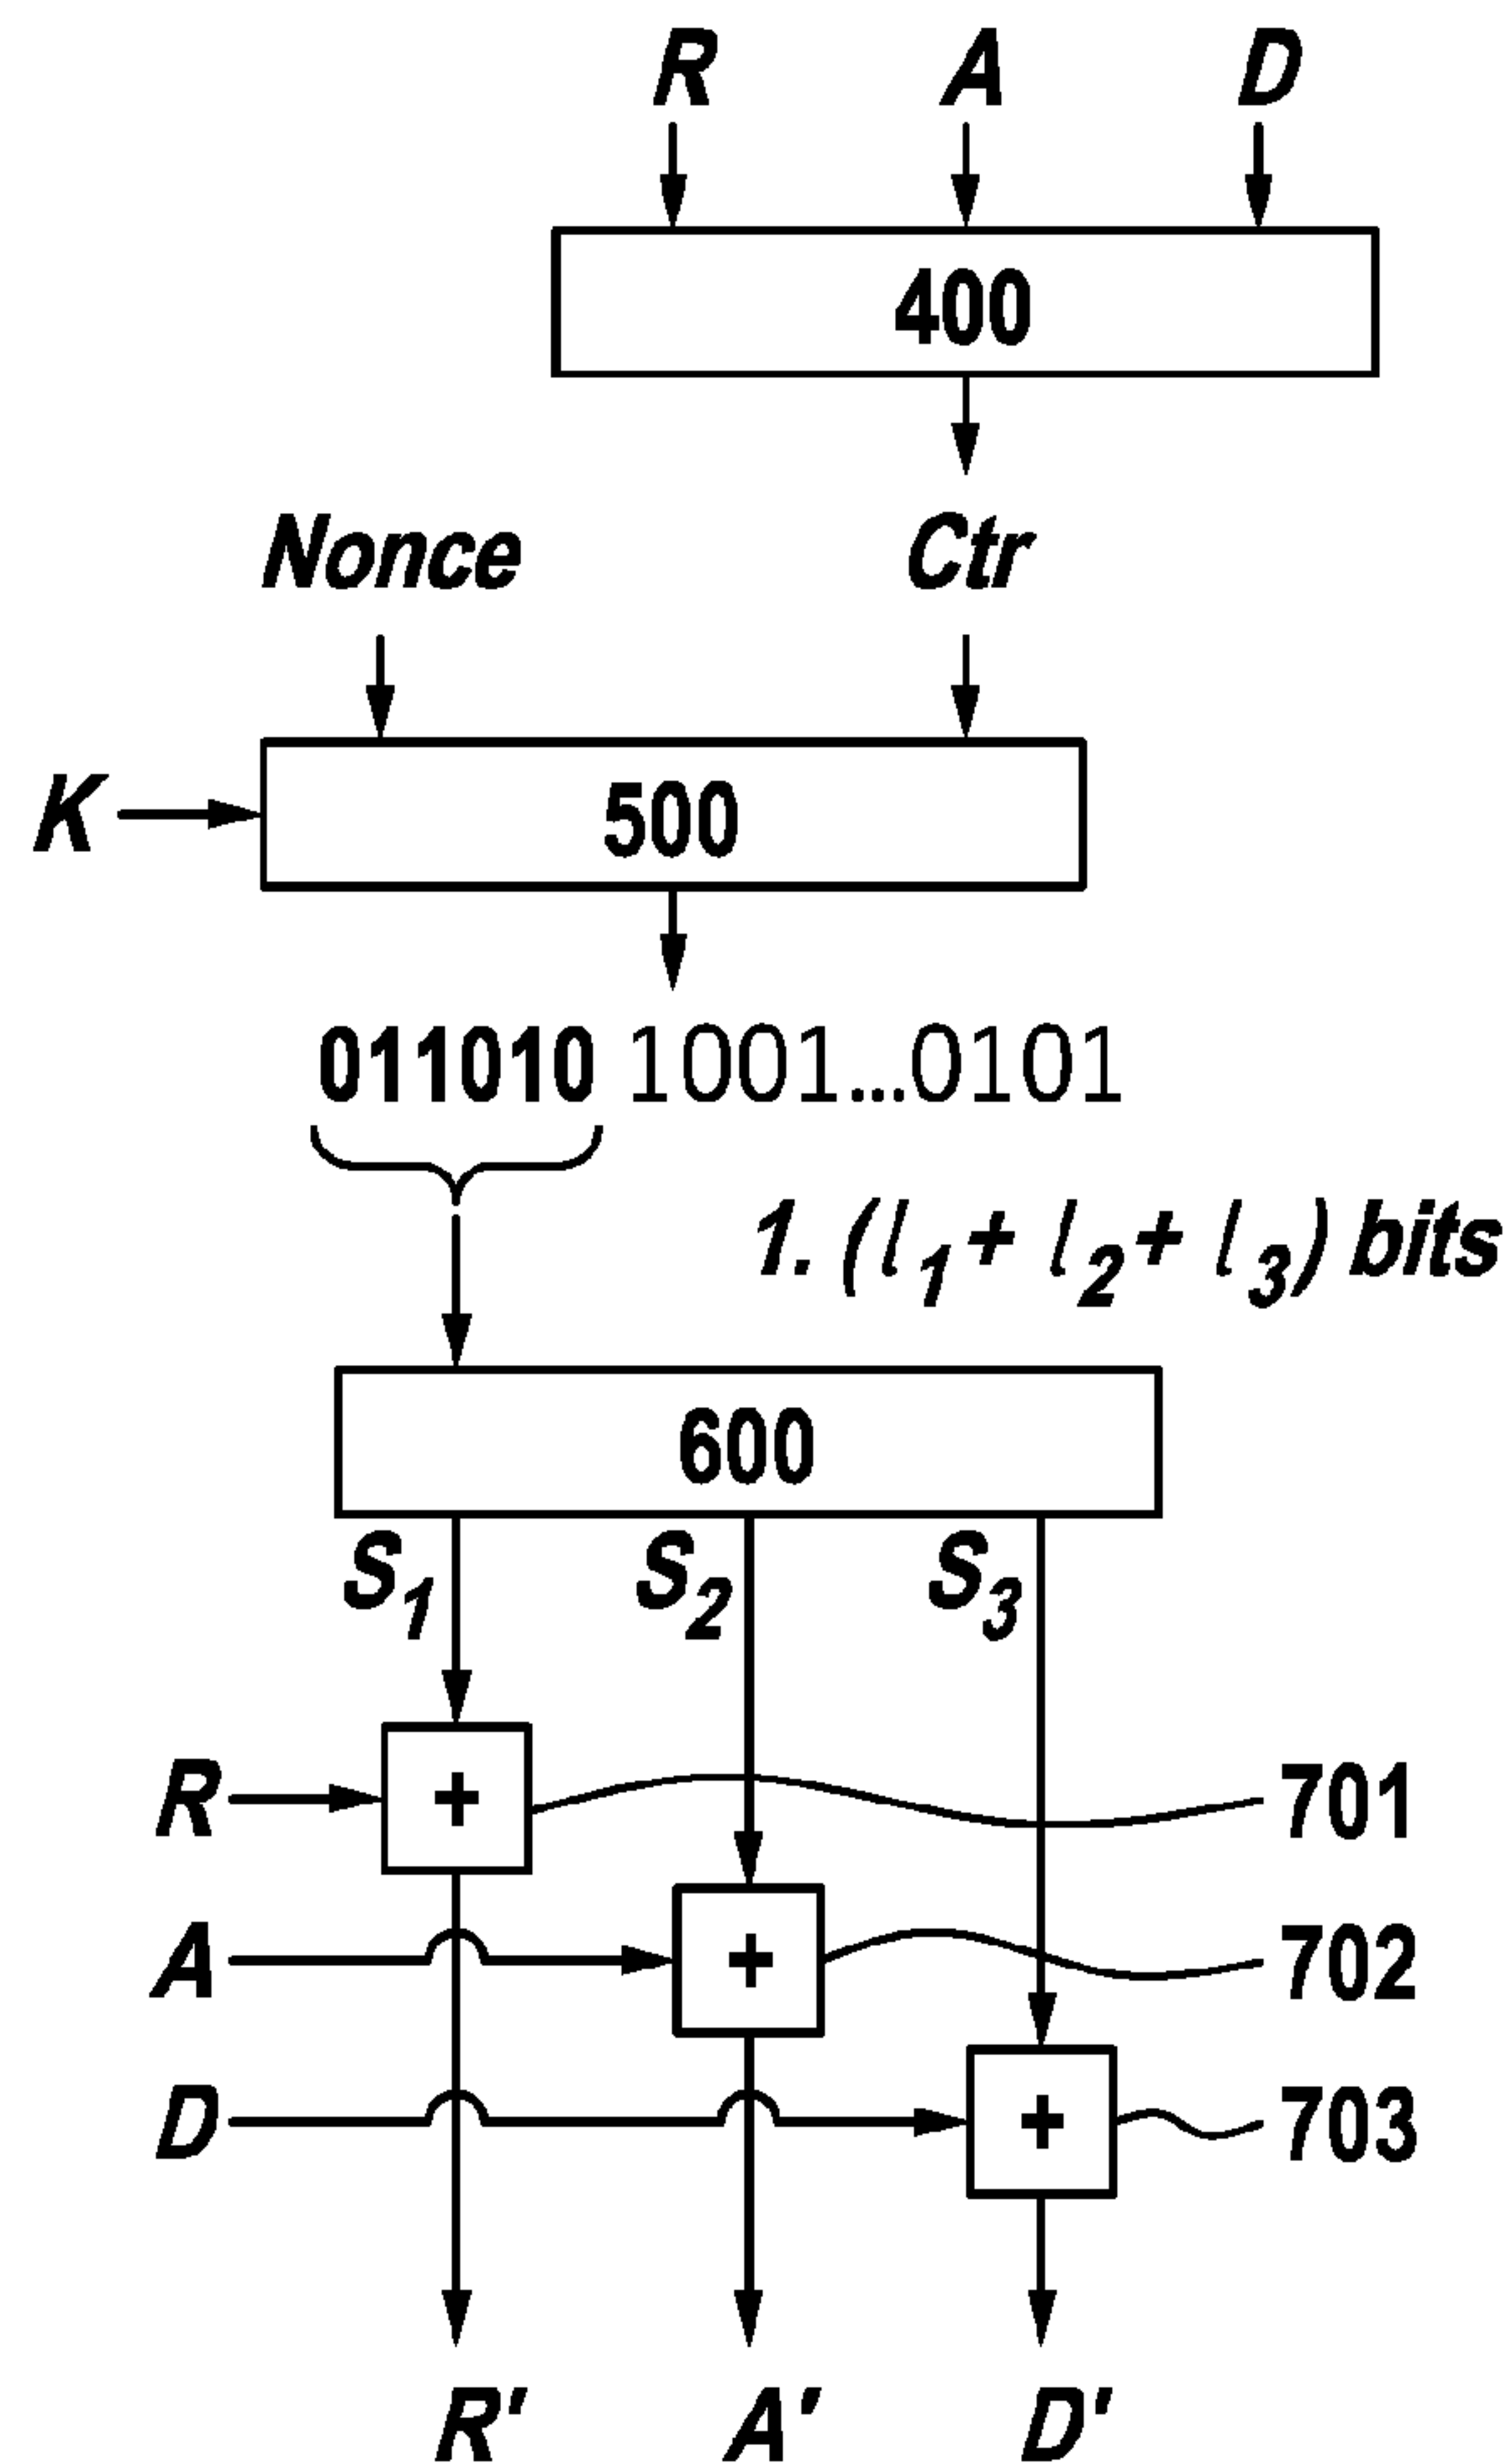 R A D
400
Nonce Ctr
K 500
011010 1001...0101
1. (l1+ l2+ l3) bits
600
S1 S2 S3
R + 701
A + 702
D + 703
R' A' D'